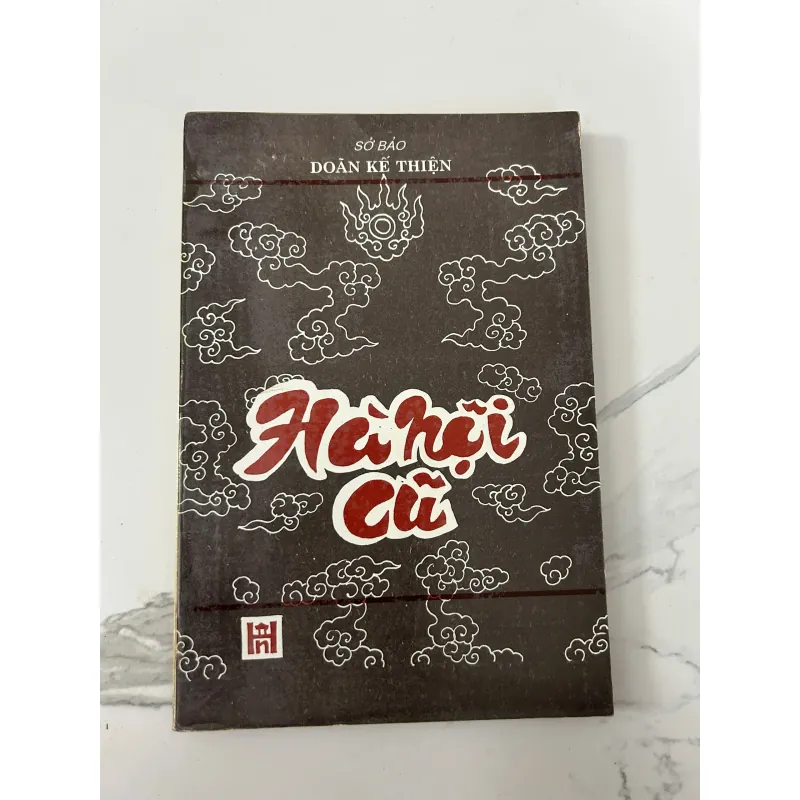 SỞ BẢO
DOÃN KẾ THIỆN
Hà nội
cũ